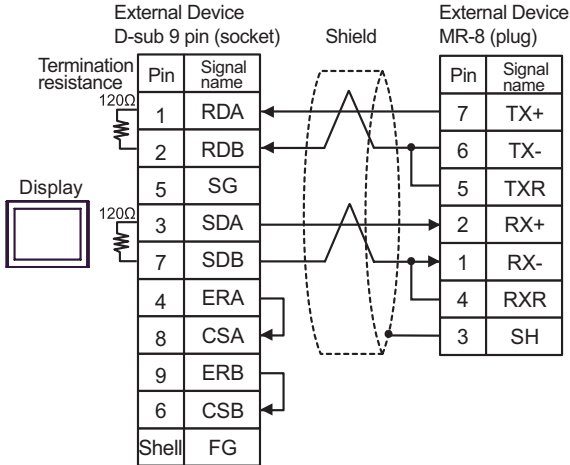 External Device
D-sub 9 pin (socket)
Shield
External Device
MR-8 (plug)
Termination
resistance
Pin
Signal
name
Pin
Signal
name
120Ω
1 RDA
7 TX+
2 RDB
6 TX-
5 SG
5 TXR
Display
120Ω
3 SDA
2 RX+
7 SDB
1 RX-
4 ERA
4 RXR
8 CSA
3 SH
9 ERB
6 CSB
Shell FG